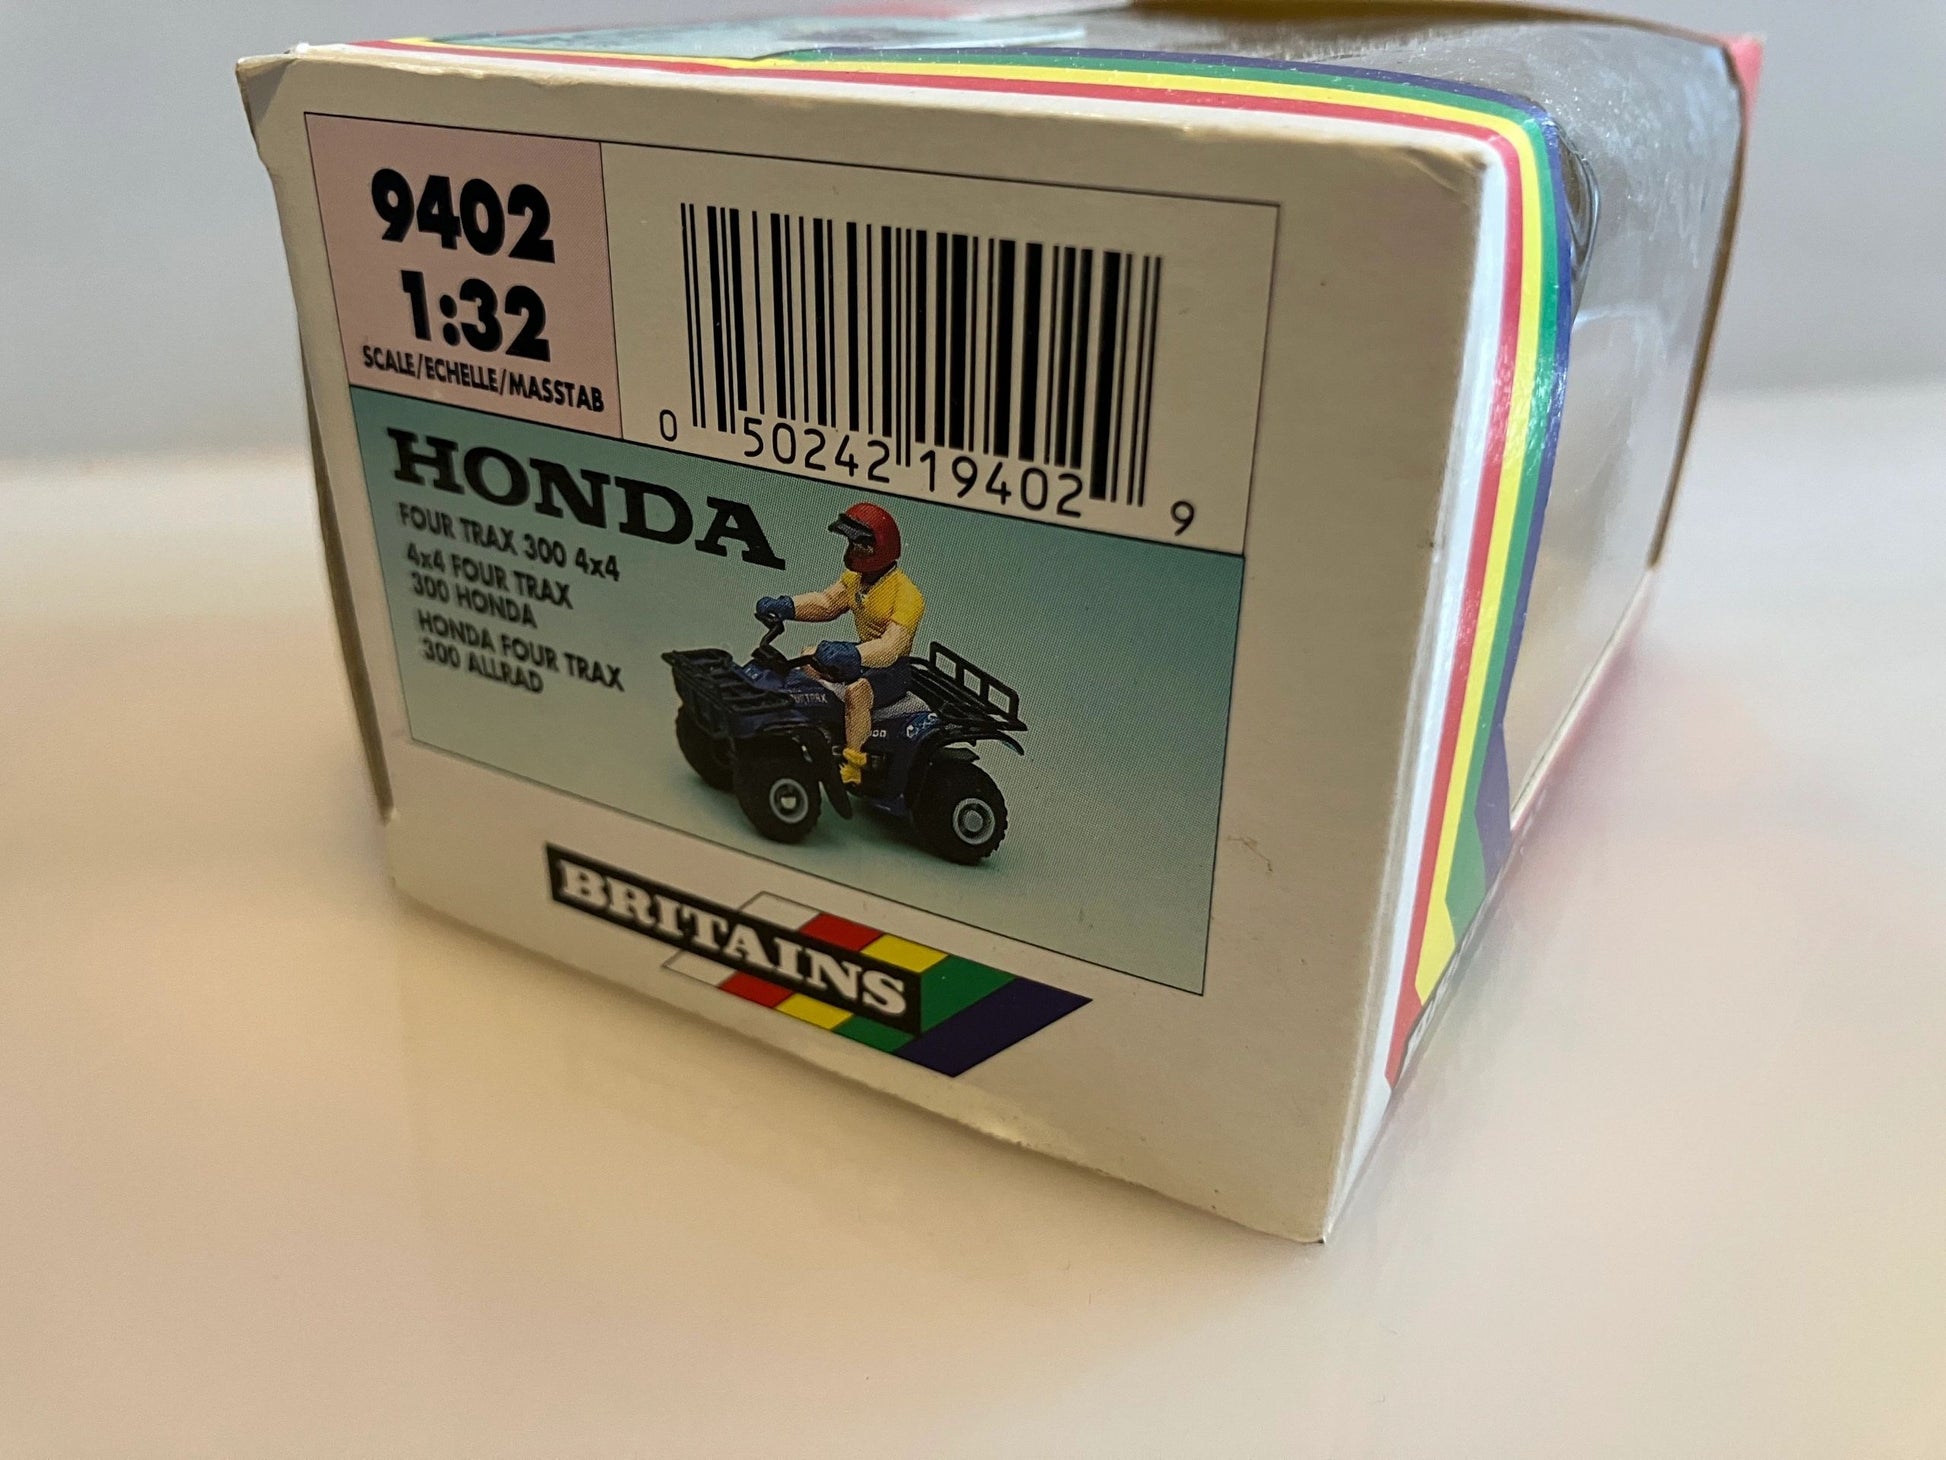 9402
1:32
SCALE/ECHELLE/MASSTAB
0 50242 19402 9
HONDA
FOUR TRAX 300 4x4
4x4 FOUR TRAX
300 HONDA
HONDA FOUR TRAX
300 ALLRAD
BRITAINS